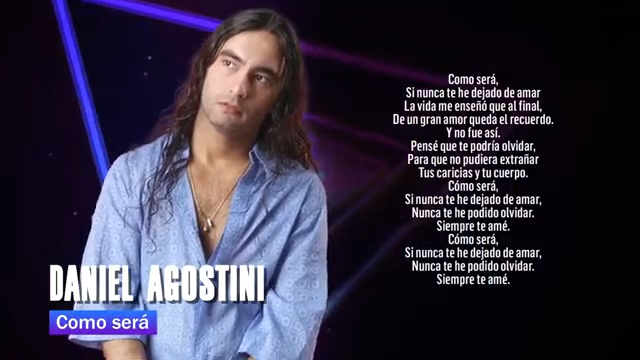 Como será,
Si nunca te he dejado de amar
La vida me enseñó que al final,
De un gran amor queda el recuerdo.
Y no fue así.
Pensé que te podría olvidar,
Para que no pudiera extrañar
Tus caricias y tu cuerpo.
Cómo será,
Si nunca te he dejado de amar,
Nunca te he podido olvidar.
Siempre te amé.
Cómo será,
Si nunca te he dejado de amar,
Nunca te he podido olvidar.
Siempre te amé.
DANIEL AGOSTINI
Como será